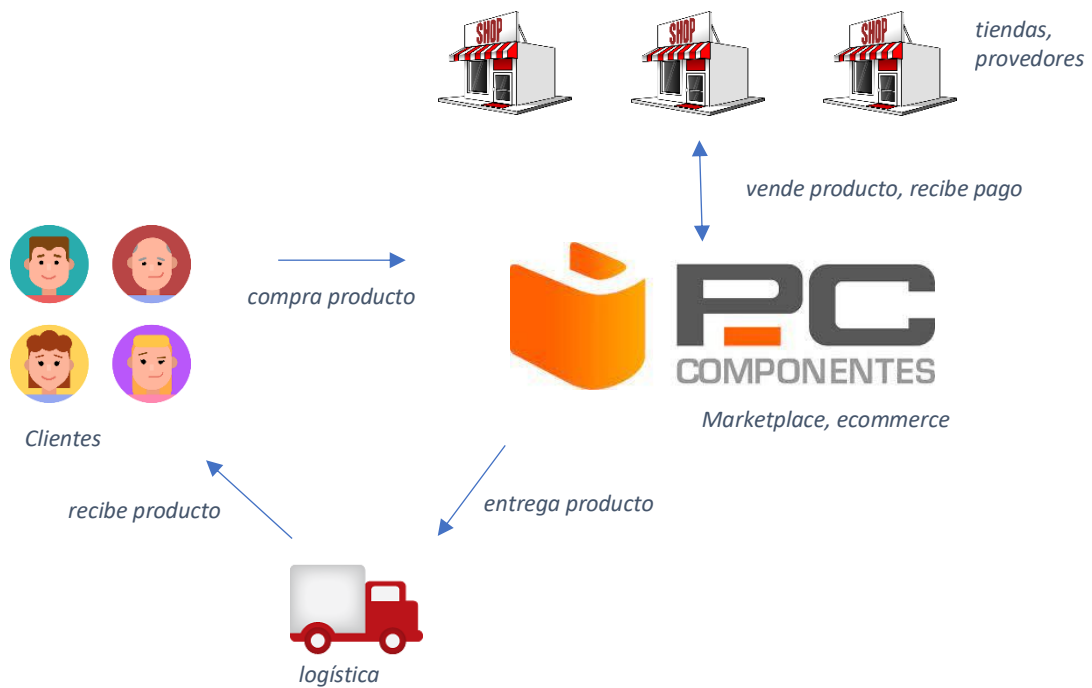 SHOP
SHOP
SHOP
tiendas,
provedores
vende producto, recibe pago
compra producto
PC
COMPONENTES
Marketplace, ecommerce
Clientes
recibe producto
entrega producto
logística